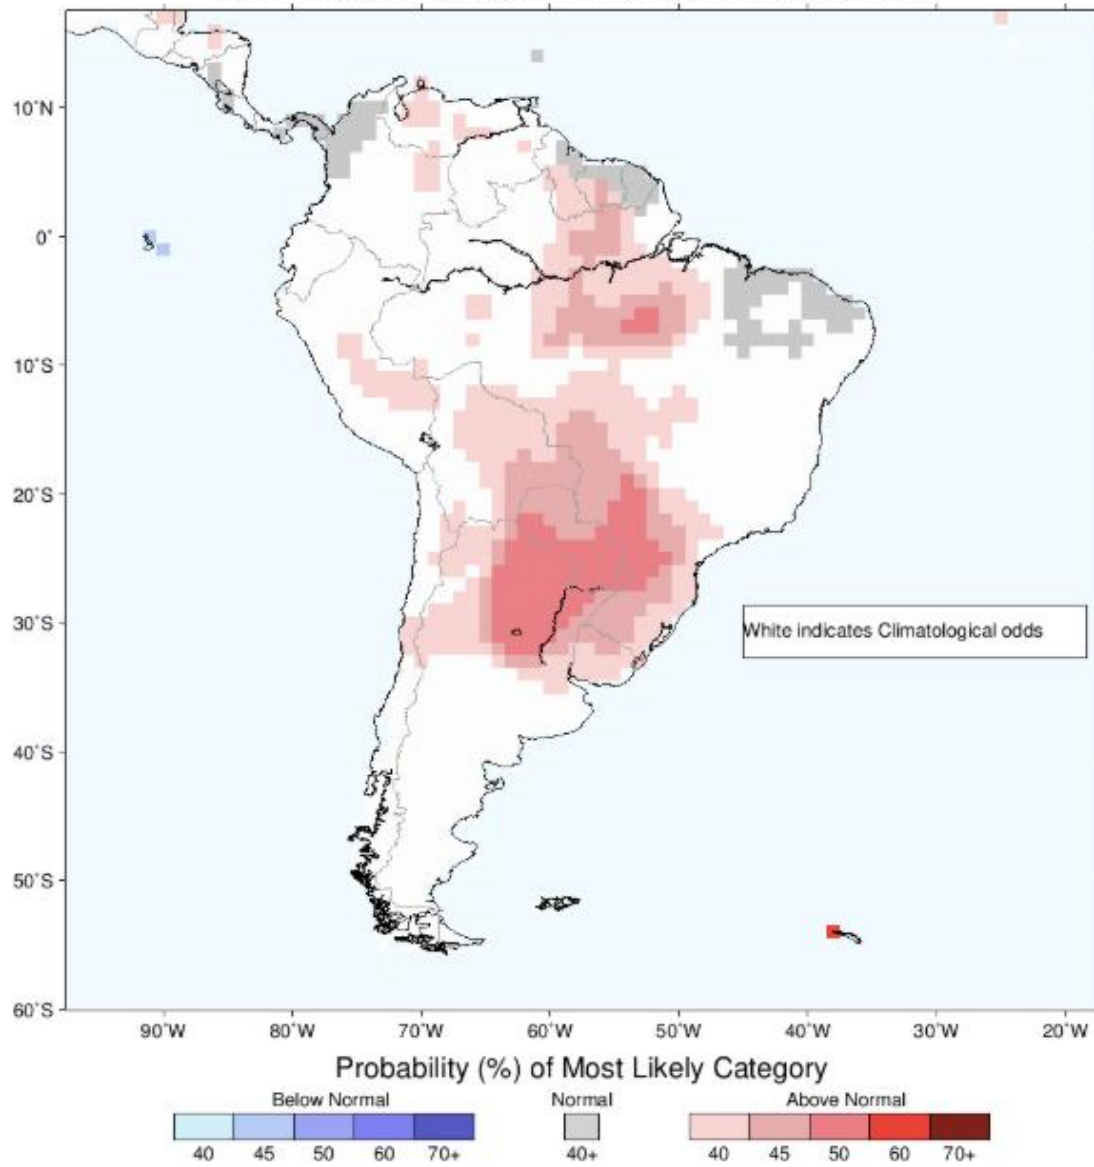 10°N
0°
10°S
20°S
30°S
White indicates Climatological odds
40°S
50°S
60°S
90°W 80°W 70°W 60°W 50°W 40°W 30°W 20°W
Probability (%) of Most Likely Category
Below Normal Normal Above Normal
40 45 50 60 70+ 40+ 40 45 50 60 70+